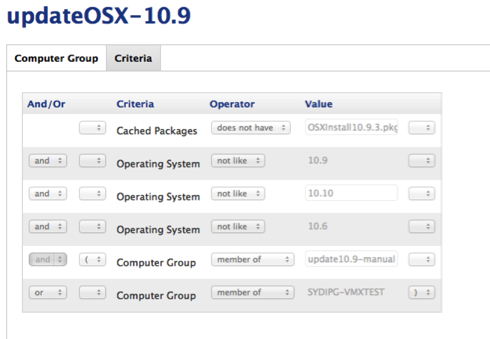 updateOSX-10.9
Computer Group Criteria
And/Or Criteria Operator Value
Cached Packages does not have OSXInstall10.9.3.pkg
and Operating System not like 10.9
and Operating System not like 10.10
and Operating System not like 10.6
and ( Computer Group member of update10.9-manual
or Computer Group member of SYDIPG-VMXTEST )